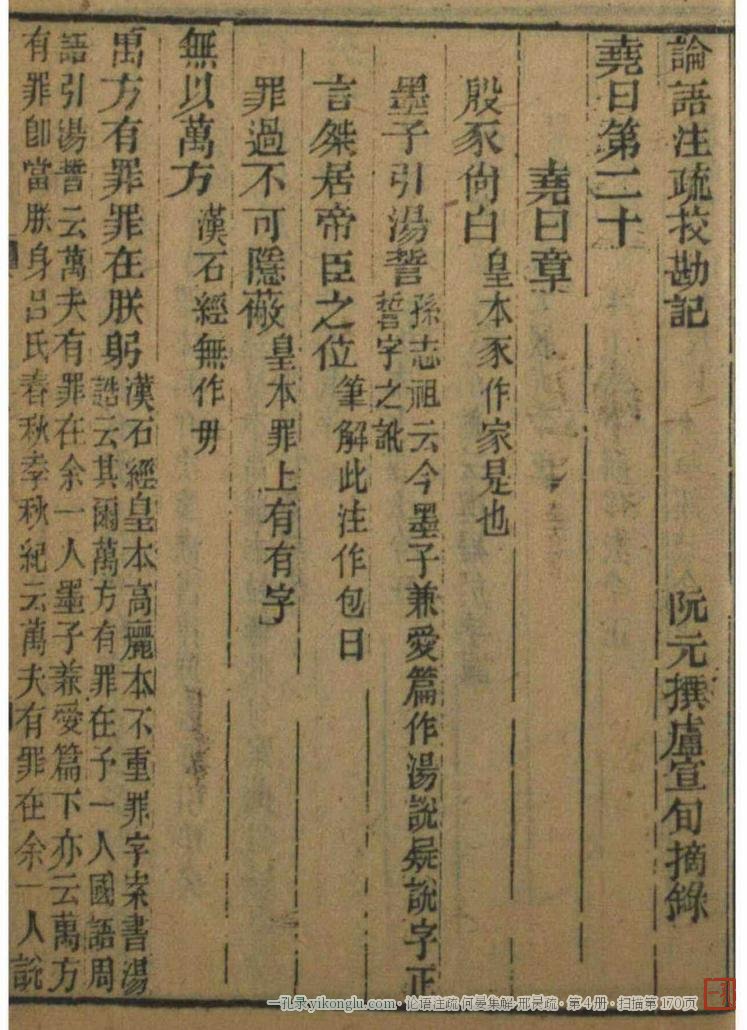 論語注疏挍勘記 阮元撰盧宣旬摘錄
堯曰第二十
堯曰章
殷豕尙白 皇本豕作家是也
墨子引湯誓 孫志祖云今墨子兼愛篇作湯說疑說字正
誓字之訛
言桀居帝臣之位 筆解此注作包曰
罪過不可隱蔽 皇本罪上有有字
無以萬方 漢石經無作毋
萬方有罪罪在朕躬 漢石經皇本高麗本不重罪字案書湯
誥云其爾萬方有罪在予一人國語周
語引湯誓云萬夫有罪在余一人墨子兼愛篇下亦云萬方
有罪卽當朕身呂氏春秋季秋紀云萬夫有罪在余一人說
一孔录yikonglu.com · 论语注疏·何晏集解·邢昺疏 · 第4册 · 扫描第170页